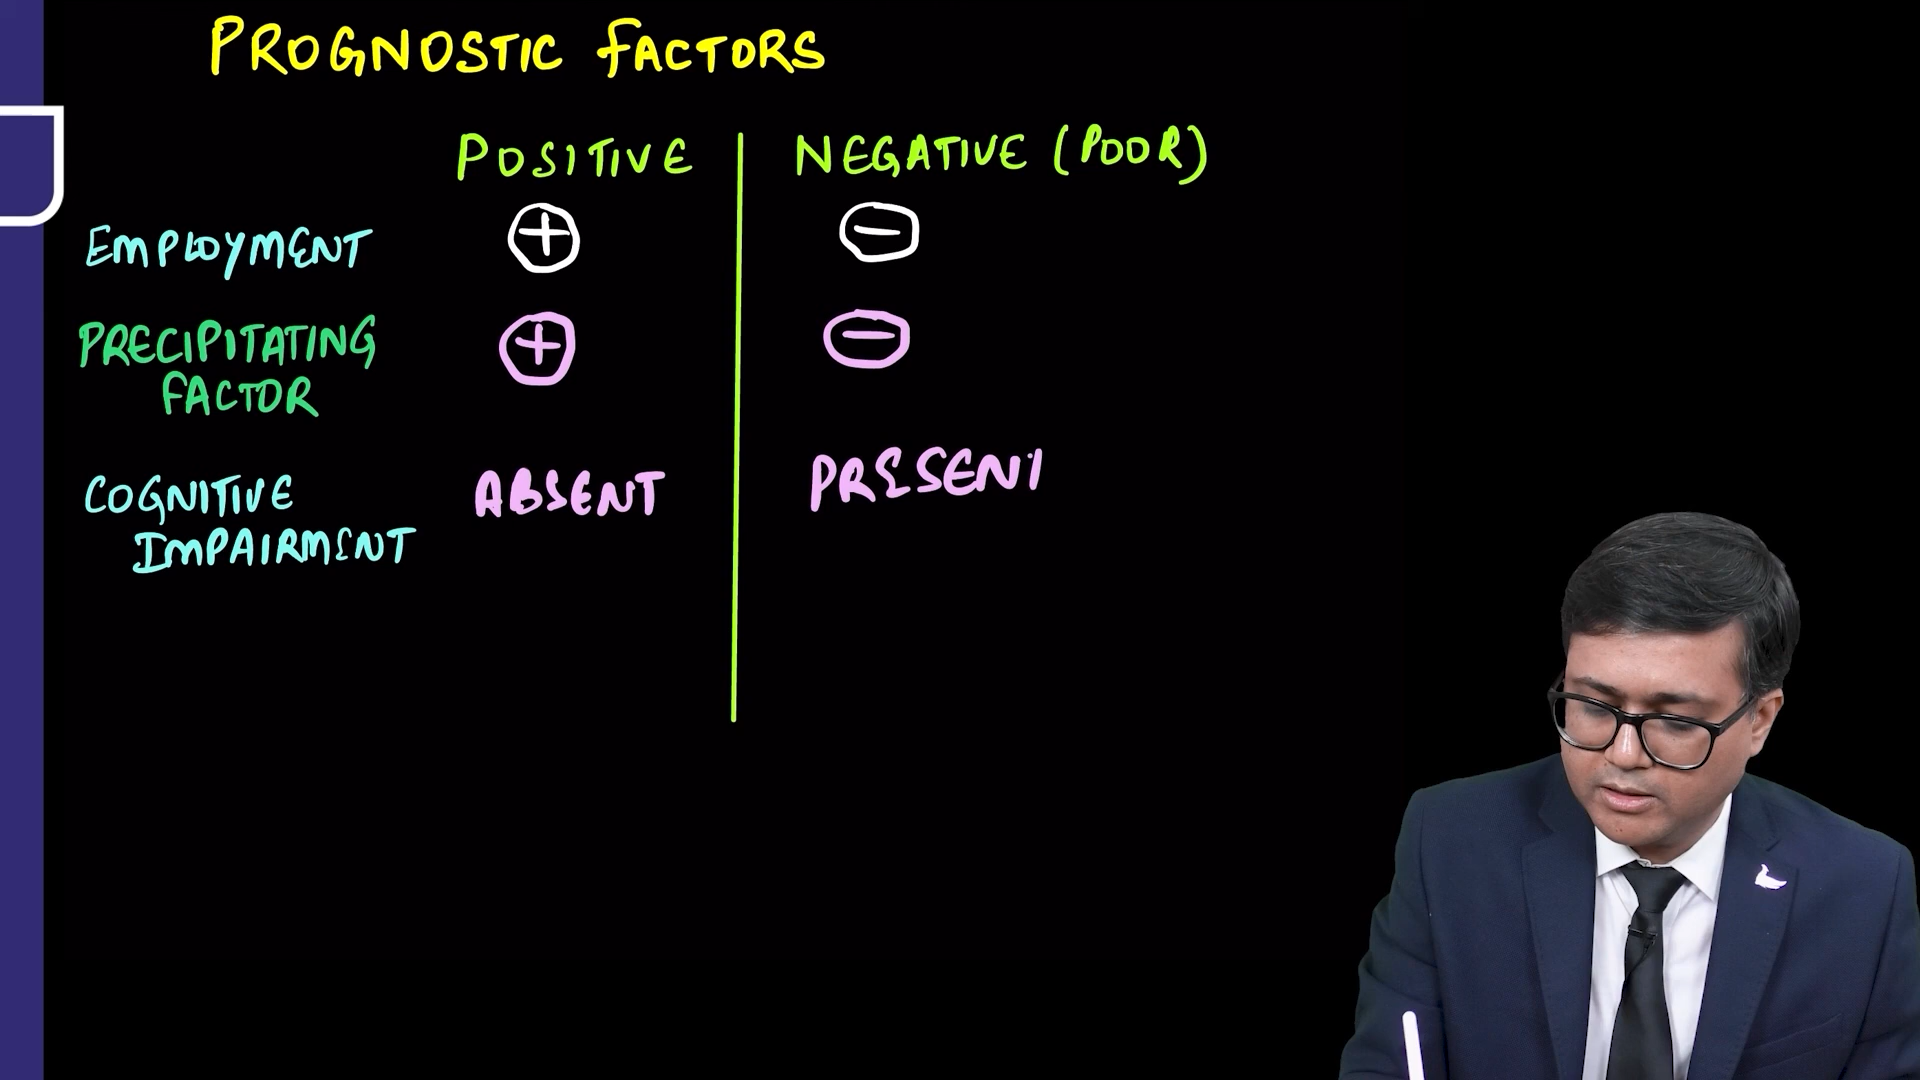 PROGNOSTIC FACTORS
POSITIVE NEGATIVE (POOR)
EMPLOYMENT + -
PRECIPITATING + -
FACTOR
COGNITIVE ABSENT PRESENT
IMPAIRMENT